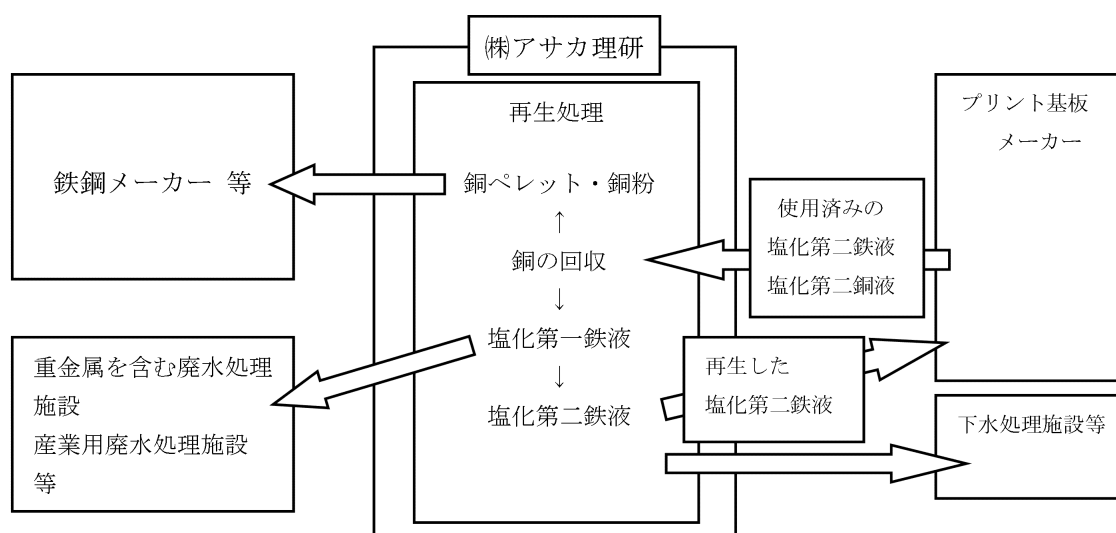 ㈱アサカ理研
再生処理
銅ペレット・銅粉
↑
銅の回収
↓
塩化第一鉄液
↓
塩化第二鉄液
鉄鋼メーカー 等
重金属を含む廃水処理
施設
産業用廃水処理施設
等
プリント基板
メーカー
使用済みの
塩化第二鉄液
塩化第二銅液
再生した
塩化第二鉄液
下水処理施設等